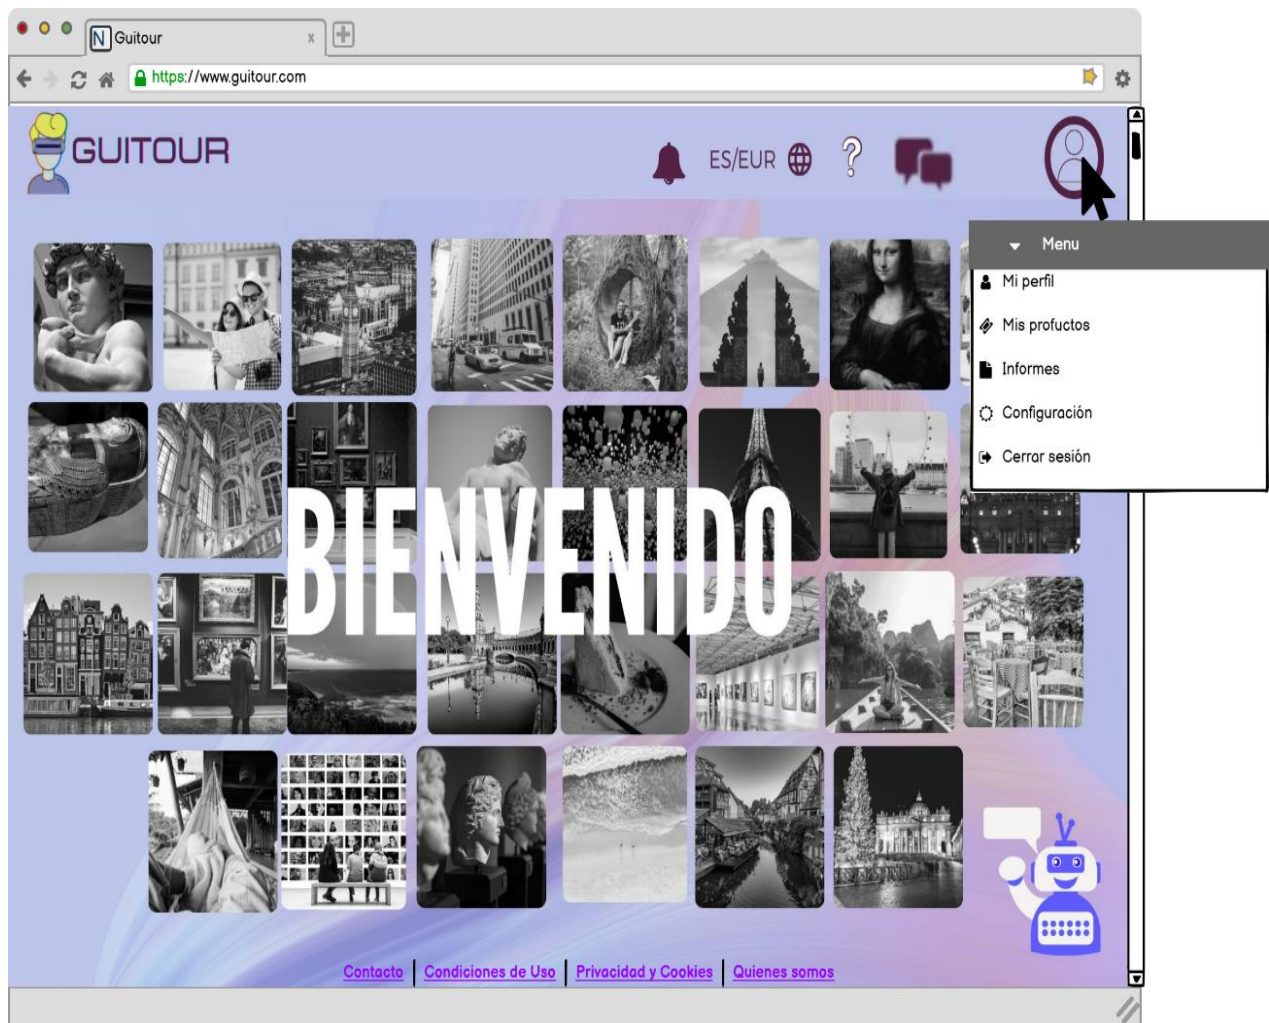 N Guitour x
https://www.guitour.com
GUITOUR
ES/EUR
?
Menu
Mi perfil
Mis profuctos
Informes
Configuración
Cerrar sesión
BIENVENIDO
Contacto | Condiciones de Uso | Privacidad y Cookies | Quienes somos